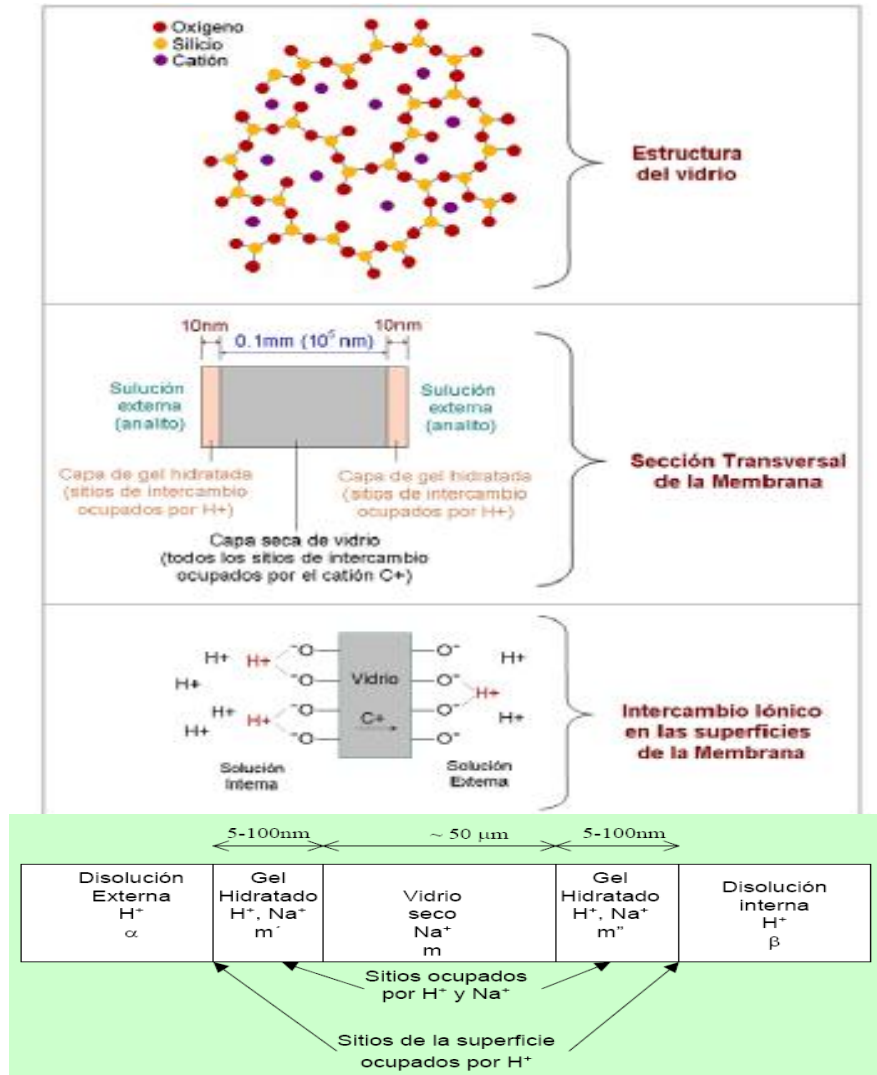 Oxígeno
Silicio
Catión
Estructura
del vidrio
10nm
0.1mm (10⁵ nm)
10nm
Sulución
externa
(analito)
Sulución
externa
(analito)
Capa de gel hidratada
(sitios de intercambio
ocupados por H+)
Capa de gel hidratada
(sitios de intercambio
ocupados por H+)
Capa seca de vidrio
(todos los sitios de intercambio
ocupados por el catión C+)
Sección Transversal
de la Membrana
H+ H+ ⁻O O⁻ H+
H+ ⁻O Vidrio O⁻ H+
H+ H+ ⁻O C+ O⁻ H+
H+ ⁻O O⁻
Solución
Interna
Solución
Externa
Intercambio Iónico
en las superficies
de la Membrana
5-100nm
~ 50 μm
5-100nm
Disolución
Externa
H⁺
α
Gel
Hidratado
H⁺, Na⁺
m´
Vidrio
seco
Na⁺
m
Gel
Hidratado
H⁺, Na⁺
m”
Disolución
interna
H⁺
β
Sitios ocupados
por H⁺ y Na⁺
Sitios de la superficie
ocupados por H⁺